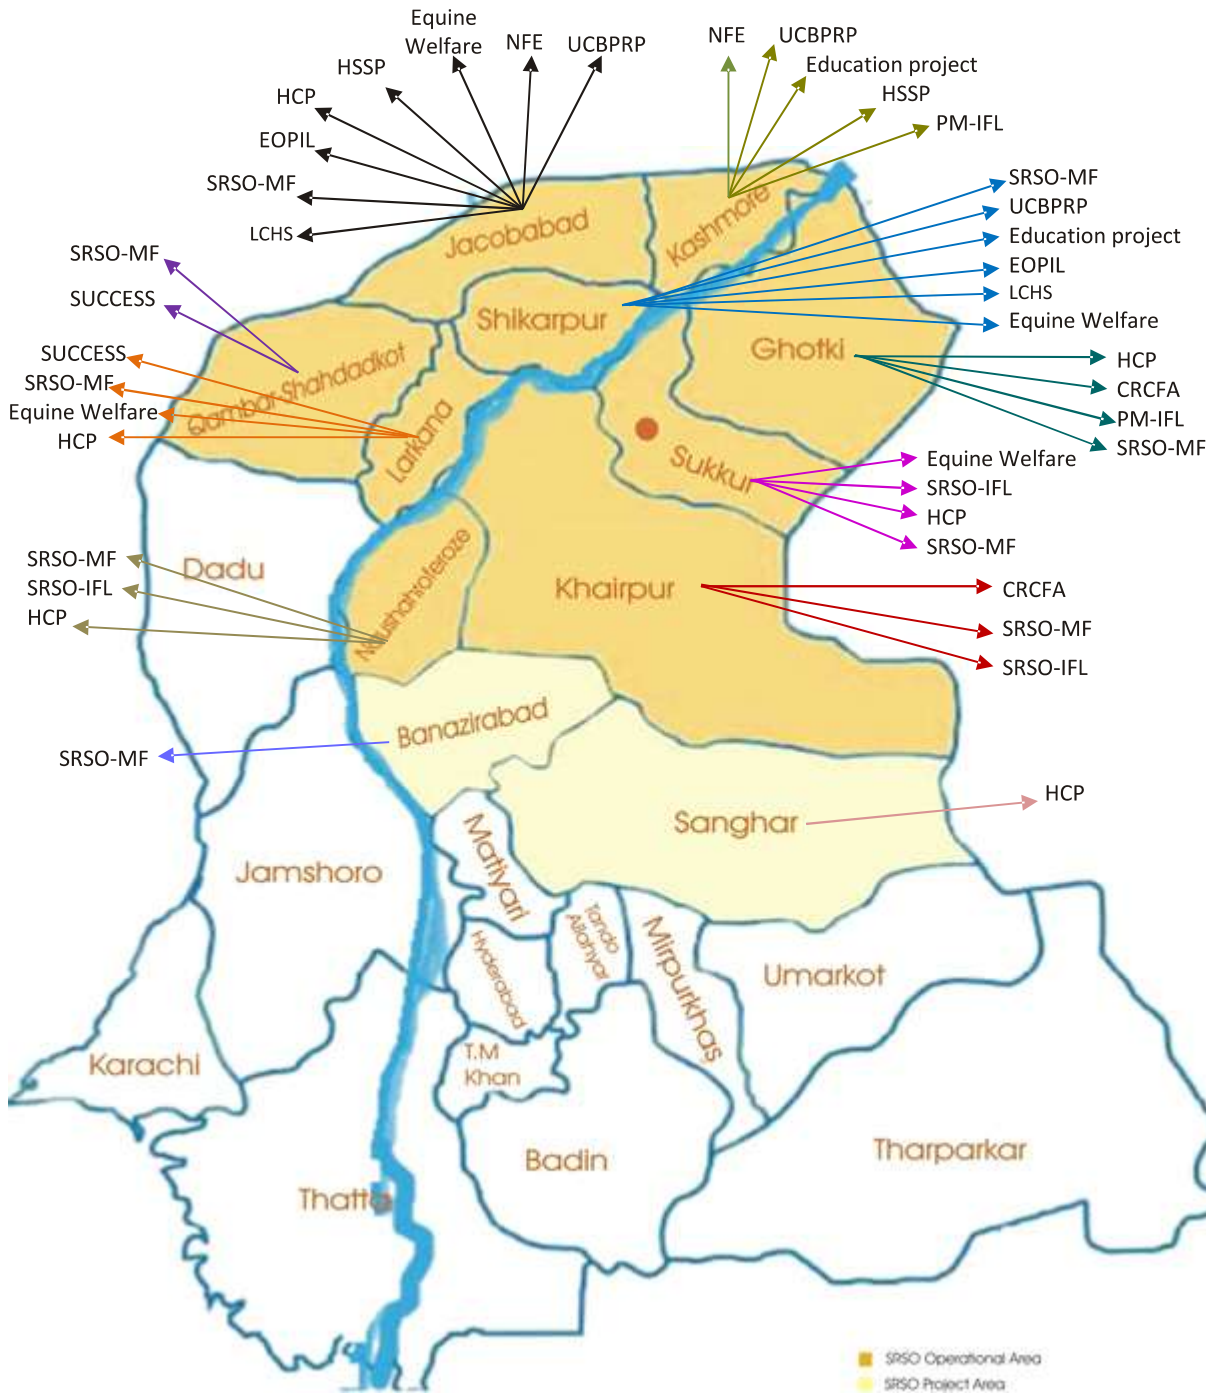 Equine
Welfare
NFE
UCBPRP
HSSP
HCP
EOPIL
SRSO-MF
LCHS
NFE
UCBPRP
Education project
HSSP
PM-IFL
SRSO-MF
UCBPRP
Education project
EOPIL
LCHS
Equine Welfare
SRSO-MF
SUCCESS
SUCCESS
SRSO-MF
Equine Welfare
HCP
HCP
CRCFA
PM-IFL
SRSO-MF
Equine Welfare
SRSO-IFL
HCP
SRSO-MF
CRCFA
SRSO-MF
SRSO-IFL
SRSO-MF
SRSO-IFL
HCP
SRSO-MF
HCP
Jacobabad
Kashmore
Shikarpur
Ghotki
Qambar-Shahdadkot
Larkana
Sukkur
Dadu
Naushahroferoze
Khairpur
Banazirabad
Sanghar
Jamshoro
Matiyari
Hyderabad
Tando
Allahyar
Mirpurkhas
Umarkot
Karachi
T.M
Khan
Badin
Tharparkar
Thatta
SRSO Operational Area
SRSO Project Area